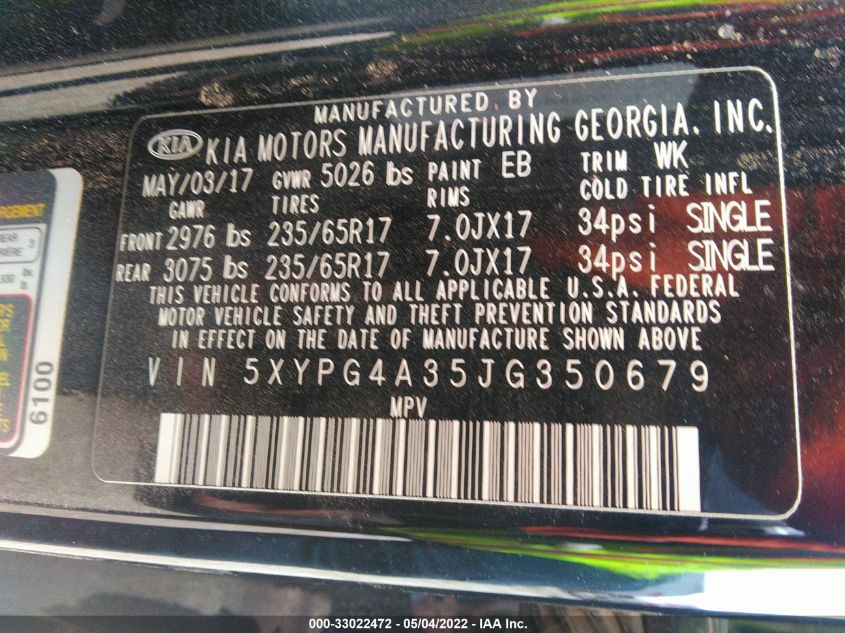 MANUFACTURED BY
KIA KIA MOTORS MANUFACTURING GEORGIA, INC.
MAY/03/17 GVWR 5026 lbs PAINT EB TRIM WK
GAWR TIRES RIMS COLD TIRE INFL
FRONT 2976 lbs 235/65R17 7.0JX17 34psi SINGLE
REAR 3075 lbs 235/65R17 7.0JX17 34psi SINGLE
THIS VEHICLE CONFORMS TO ALL APPLICABLE U.S.A. FEDERAL
MOTOR VEHICLE SAFETY AND THEFT PREVENTION STANDARDS
IN EFFECT ON THE DATE OF MANUFACTURE SHOWN ABOVE
VIN 5XYPG4A35JG350679
MPV
6100
000-33022472 - 05/04/2022 - IAA Inc.